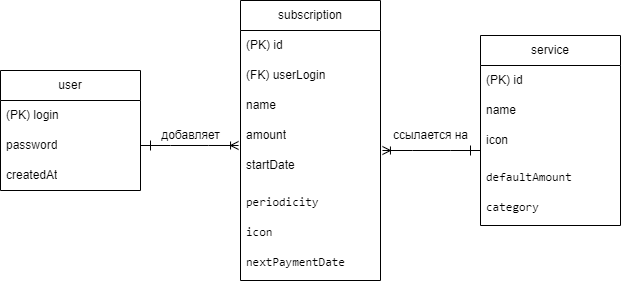 user
(PK) login
password
createdAt
добавляет
subscription
(PK) id
(FK) userLogin
name
amount
startDate
periodicity
icon
nextPaymentDate
ссылается на
service
(PK) id
name
icon
defaultAmount
category